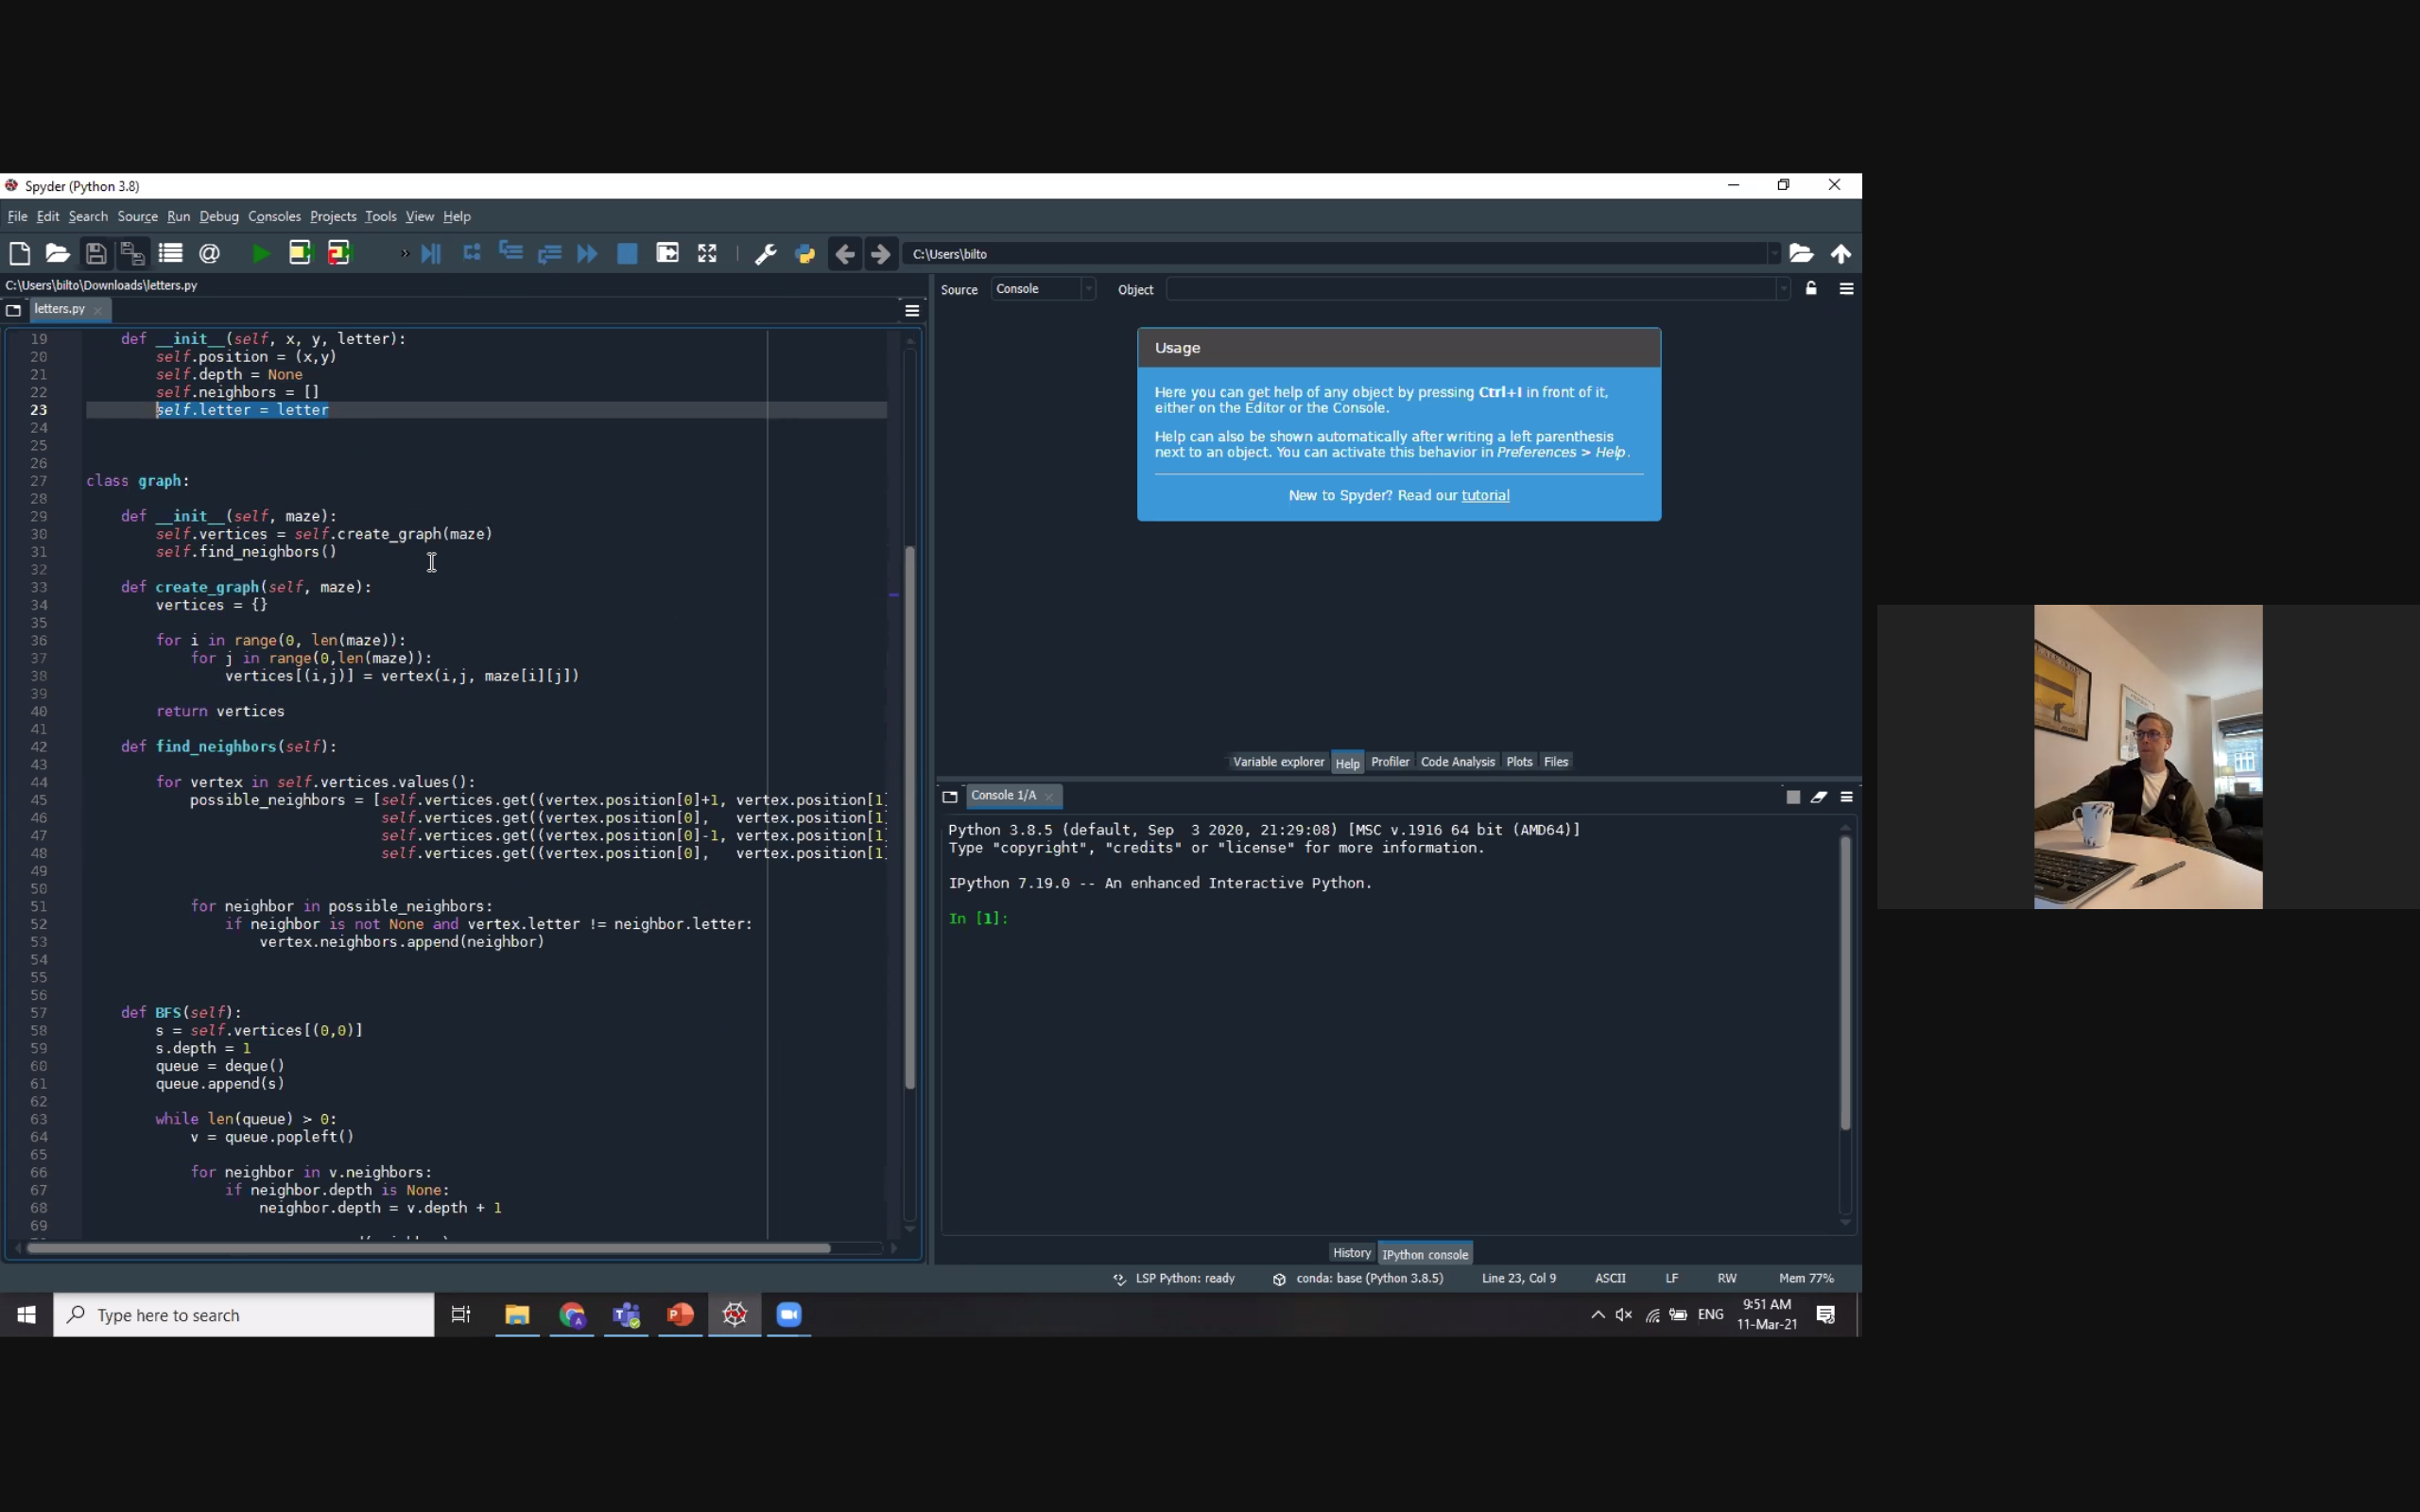 Spyder (Python 3.8)
File Edit Search Source Run Debug Consoles Projects Tools View Help
C:\Users\bilto
C:\Users\bilto\Downloads\letters.py
letters.py
19 def __init__(self, x, y, letter):
20 self.position = (x,y)
21 self.depth = None
22 self.neighbors = []
23 self.letter = letter
24
25
26
27 class graph:
28
29 def __init__(self, maze):
30 self.vertices = self.create_graph(maze)
31 self.find_neighbors()
32
33 def create_graph(self, maze):
34 vertices = {}
35
36 for i in range(0, len(maze)):
37 for j in range(0,len(maze)):
38 vertices[(i,j)] = vertex(i,j, maze[i][j])
39
40 return vertices
41
42 def find_neighbors(self):
43
44 for vertex in self.vertices.values():
45 possible_neighbors = [self.vertices.get((vertex.position[0]+1, vertex.position[1]
46 self.vertices.get((vertex.position[0], vertex.position[1]
47 self.vertices.get((vertex.position[0]-1, vertex.position[1]
48 self.vertices.get((vertex.position[0], vertex.position[1]
49
50
51 for neighbor in possible_neighbors:
52 if neighbor is not None and vertex.letter != neighbor.letter:
53 vertex.neighbors.append(neighbor)
54
55
56
57 def BFS(self):
58 s = self.vertices[(0,0)]
59 s.depth = 1
60 queue = deque()
61 queue.append(s)
62
63 while len(queue) > 0:
64 v = queue.popleft()
65
66 for neighbor in v.neighbors:
67 if neighbor.depth is None:
68 neighbor.depth = v.depth + 1
69
Source Console Object
Usage
Here you can get help of any object by pressing Ctrl+I in front of it,
either on the Editor or the Console.
Help can also be shown automatically after writing a left parenthesis
next to an object. You can activate this behavior in Preferences > Help.
New to Spyder? Read our tutorial
Variable explorer Help Profiler Code Analysis Plots Files
Console 1/A
Python 3.8.5 (default, Sep 3 2020, 21:29:08) [MSC v.1916 64 bit (AMD64)]
Type "copyright", "credits" or "license" for more information.
IPython 7.19.0 -- An enhanced Interactive Python.
In [1]:
History IPython console
LSP Python: ready conda: base (Python 3.8.5) Line 23, Col 9 ASCII LF RW Mem 77%
Type here to search
ENG
9:51 AM
11-Mar-21